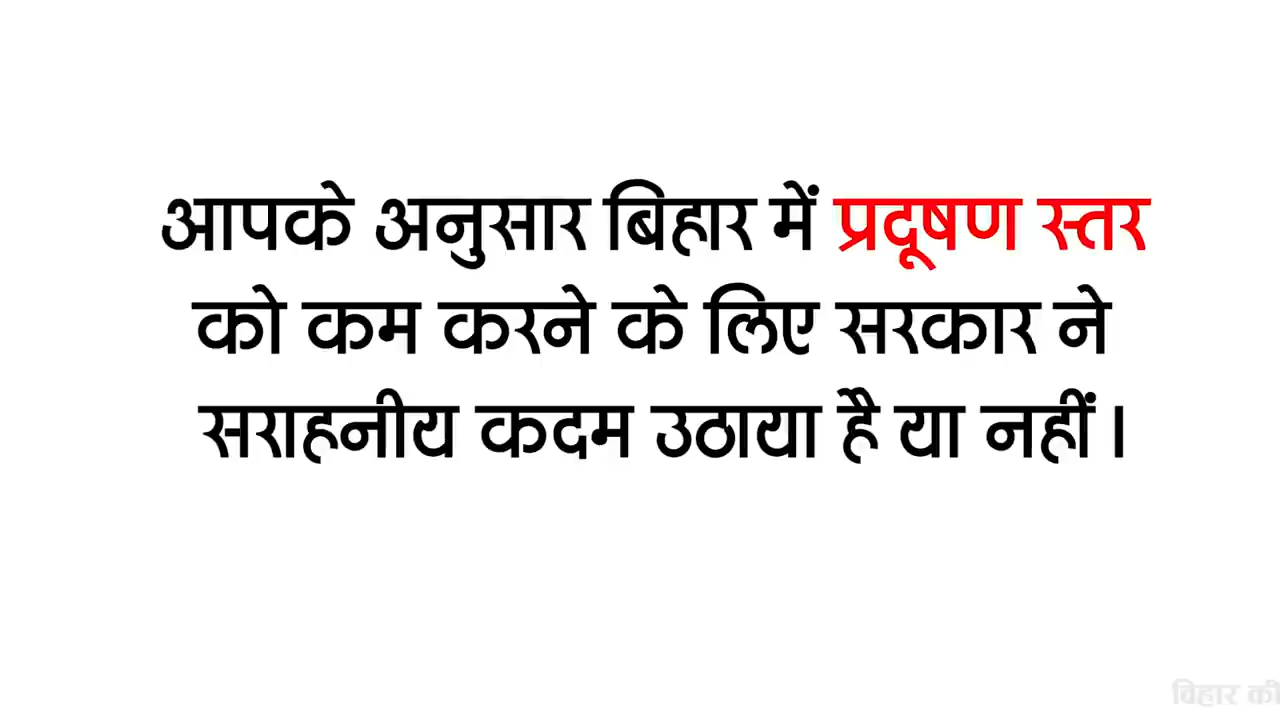 आपके अनुसार बिहार में प्रदूषण स्तर
को कम करने के लिए सरकार ने
सराहनीय कदम उठाया है या नहीं।
बिहार की